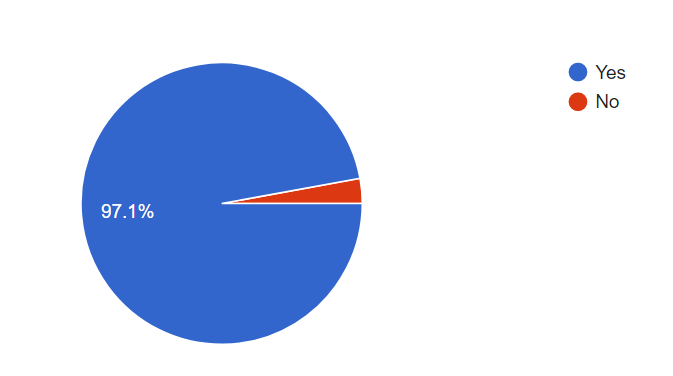 Yes
No
97.1%